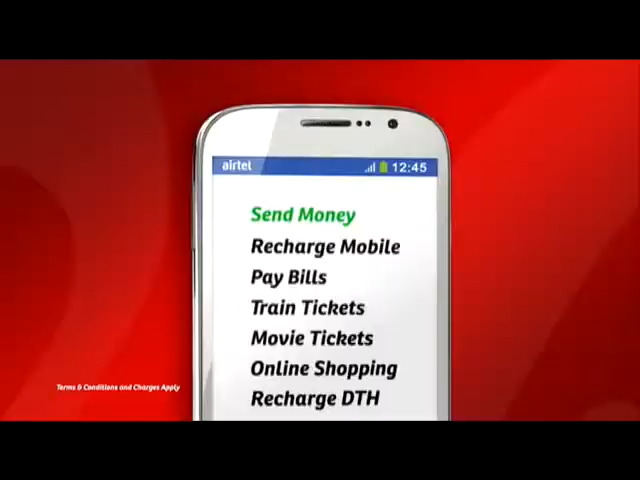 airtel 12:45
Send Money
Recharge Mobile
Pay Bills
Train Tickets
Movie Tickets
Online Shopping
Recharge DTH
Terms & Conditions and Charges Apply